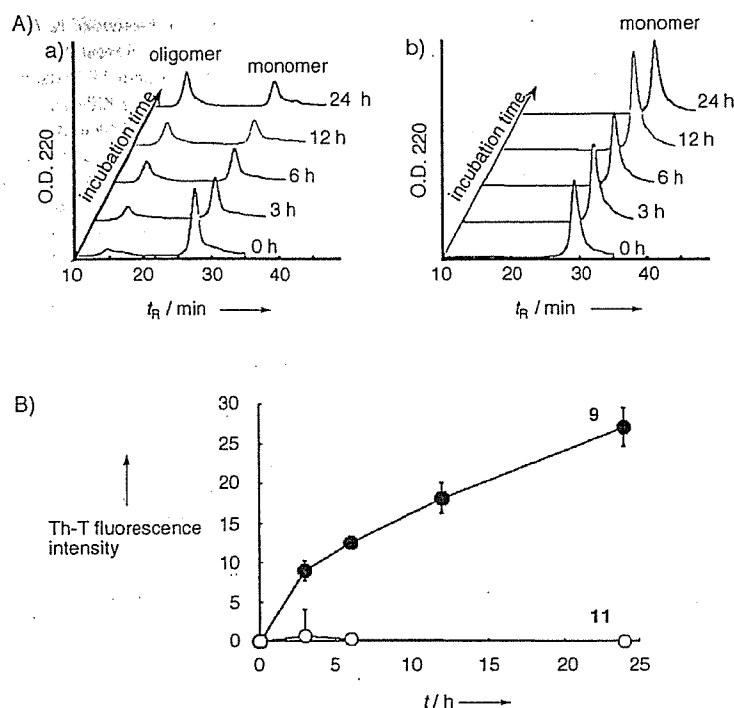 A)
a)
oligomer
monomer
24 h
12 h
6 h
3 h
0 h
incubation time
O.D. 220
10 20 30 40
tR / min
b)
monomer
24 h
12 h
6 h
3 h
0 h
incubation time
O.D. 220
10 20 30 40
tR / min
B)
30
25
20
15
10
5
0
Th-T fluorescence
intensity
9
11
0 5 10 15 20 25
t / h